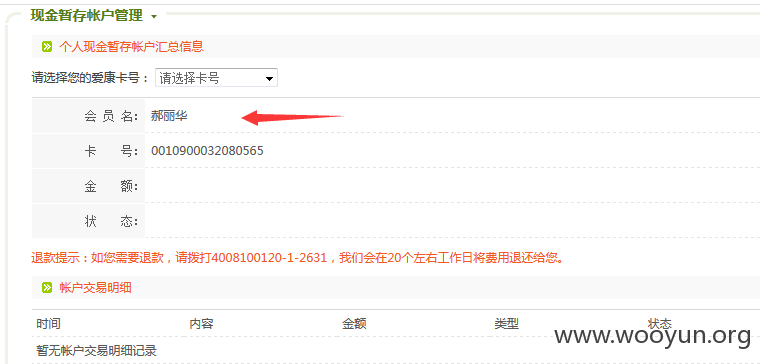 现金暂存帐户管理
个人现金暂存帐户汇总信息
请选择您的爱康卡号： 请选择卡号
会 员 名： 郝丽华
卡 号： 0010900032080565
金 额：
状 态：
退款提示：如您需要退款，请拨打4008100120-1-2631，我们会在20个左右工作日将费用退还给您。
帐户交易明细
时间 内容 金额 类型 状态
暂无帐户交易明细记录
www.wooyun.org